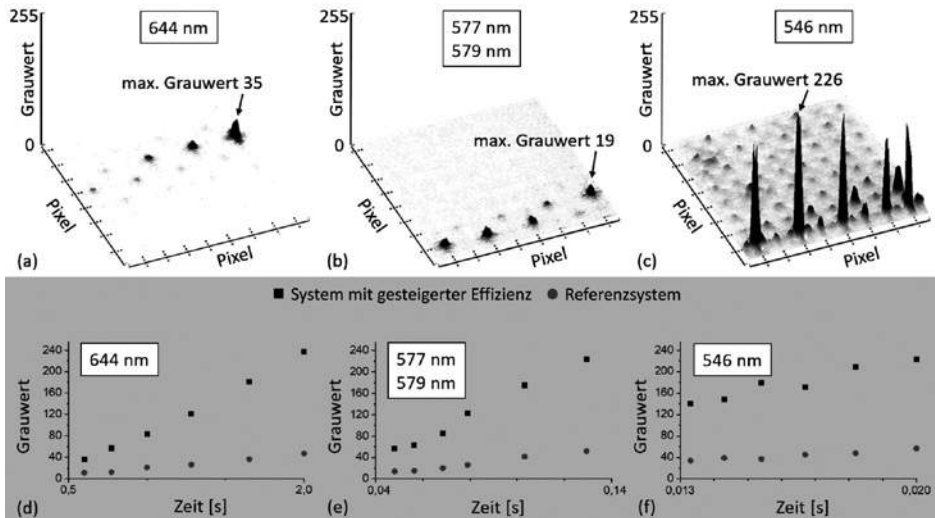 255
Grauwert
0
644 nm
max. Grauwert 35
Pixel
Pixel
(a)
255
Grauwert
0
577 nm
579 nm
max. Grauwert 19
Pixel
Pixel
(b)
255
Grauwert
0
546 nm
max. Grauwert 226
Pixel
Pixel
(c)
System mit gesteigerter Effizienz Referenzsystem
Grauwert
240
200
160
120
80
40
0
644 nm
0,5
2,0
Zeit [s]
(d)
Grauwert
240
200
160
120
80
40
0
577 nm
579 nm
0,04
0,14
Zeit [s]
(e)
Grauwert
240
200
160
120
80
40
0
546 nm
0,013
0,020
Zeit [s]
(f)